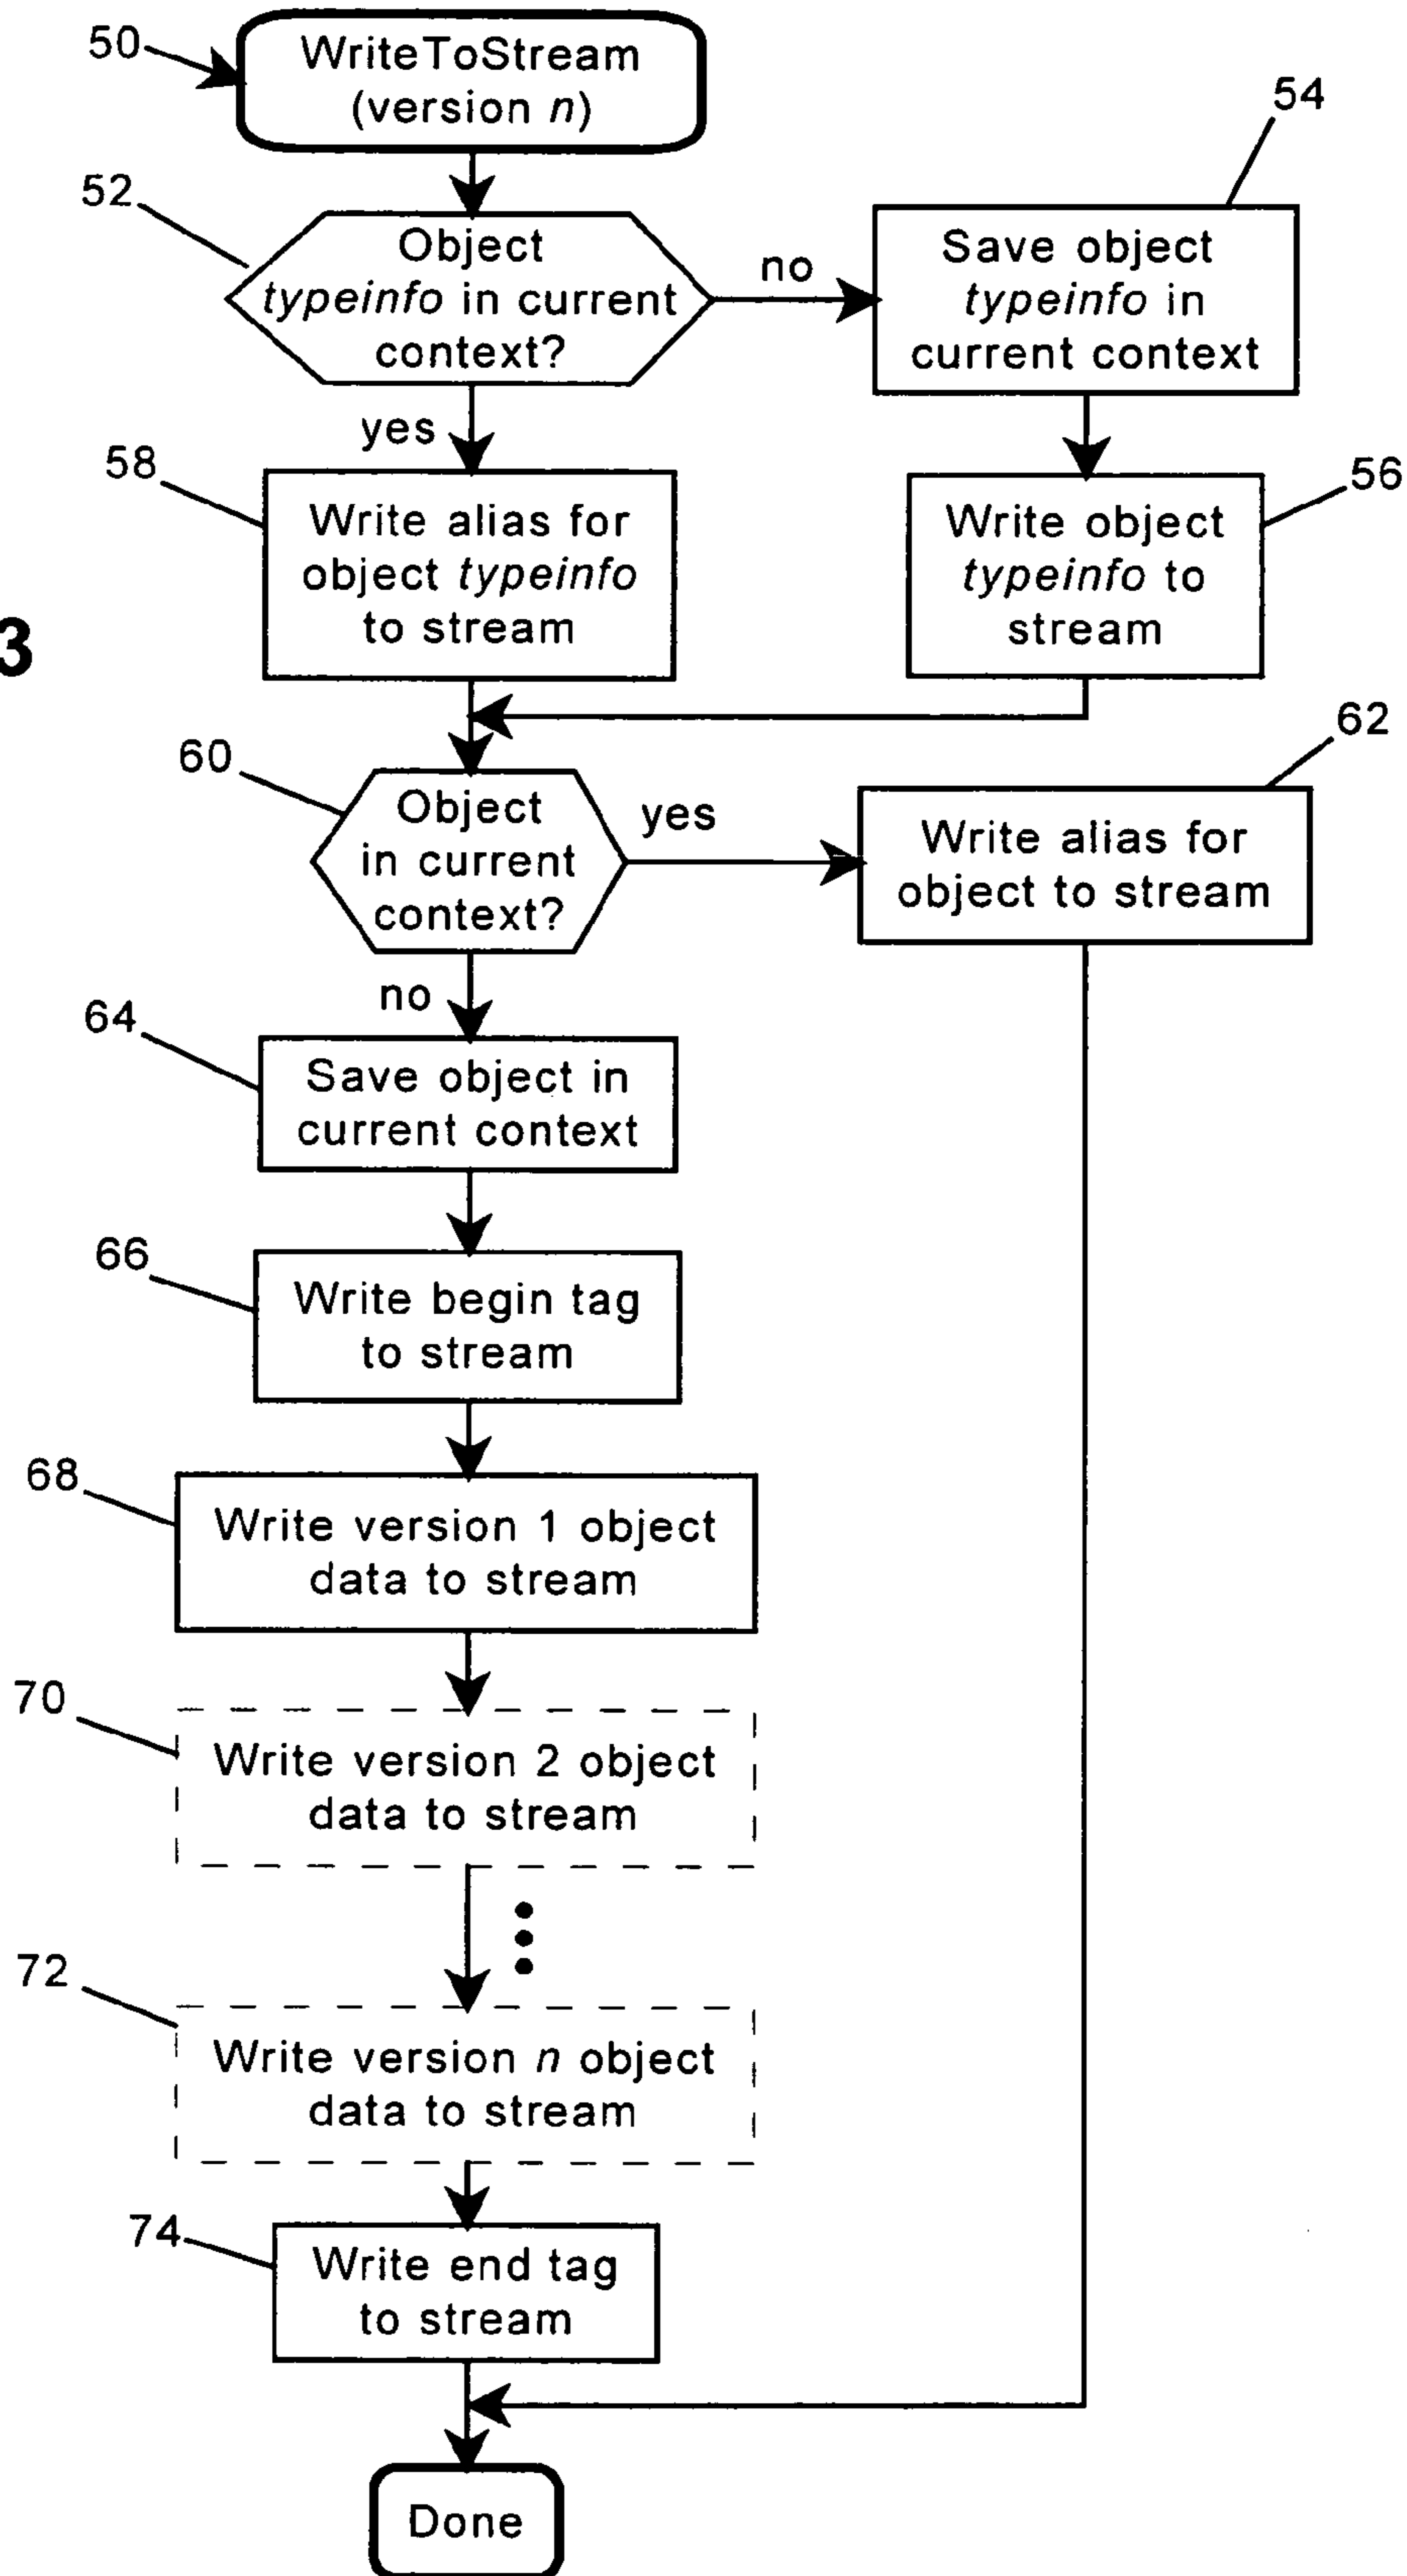 50
WriteToStream
(version n)
54
52
Object
typeinfo in current
context?
no
Save object
typeinfo in
current context
yes
58
Write alias for
object typeinfo
to stream
56
Write object
typeinfo to
stream
3
60
Object
in current
context?
yes
62
Write alias for
object to stream
no
64
Save object in
current context
66
Write begin tag
to stream
68
Write version 1 object
data to stream
70
Write version 2 object
data to stream
72
Write version n object
data to stream
74
Write end tag
to stream
Done